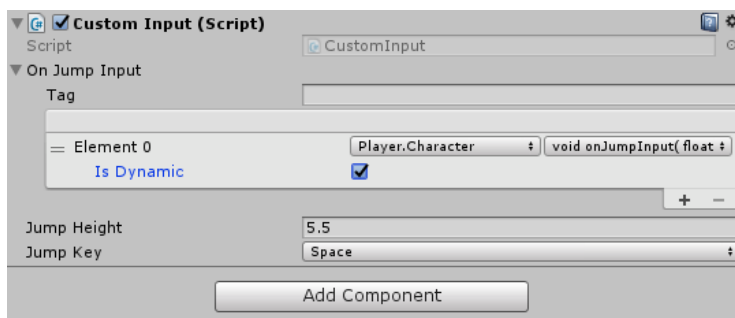 Custom Input (Script)
Script CustomInput
On Jump Input
Tag
Element 0 Player.Character void onJumpInput( float
Is Dynamic
+ −
Jump Height 5.5
Jump Key Space
Add Component